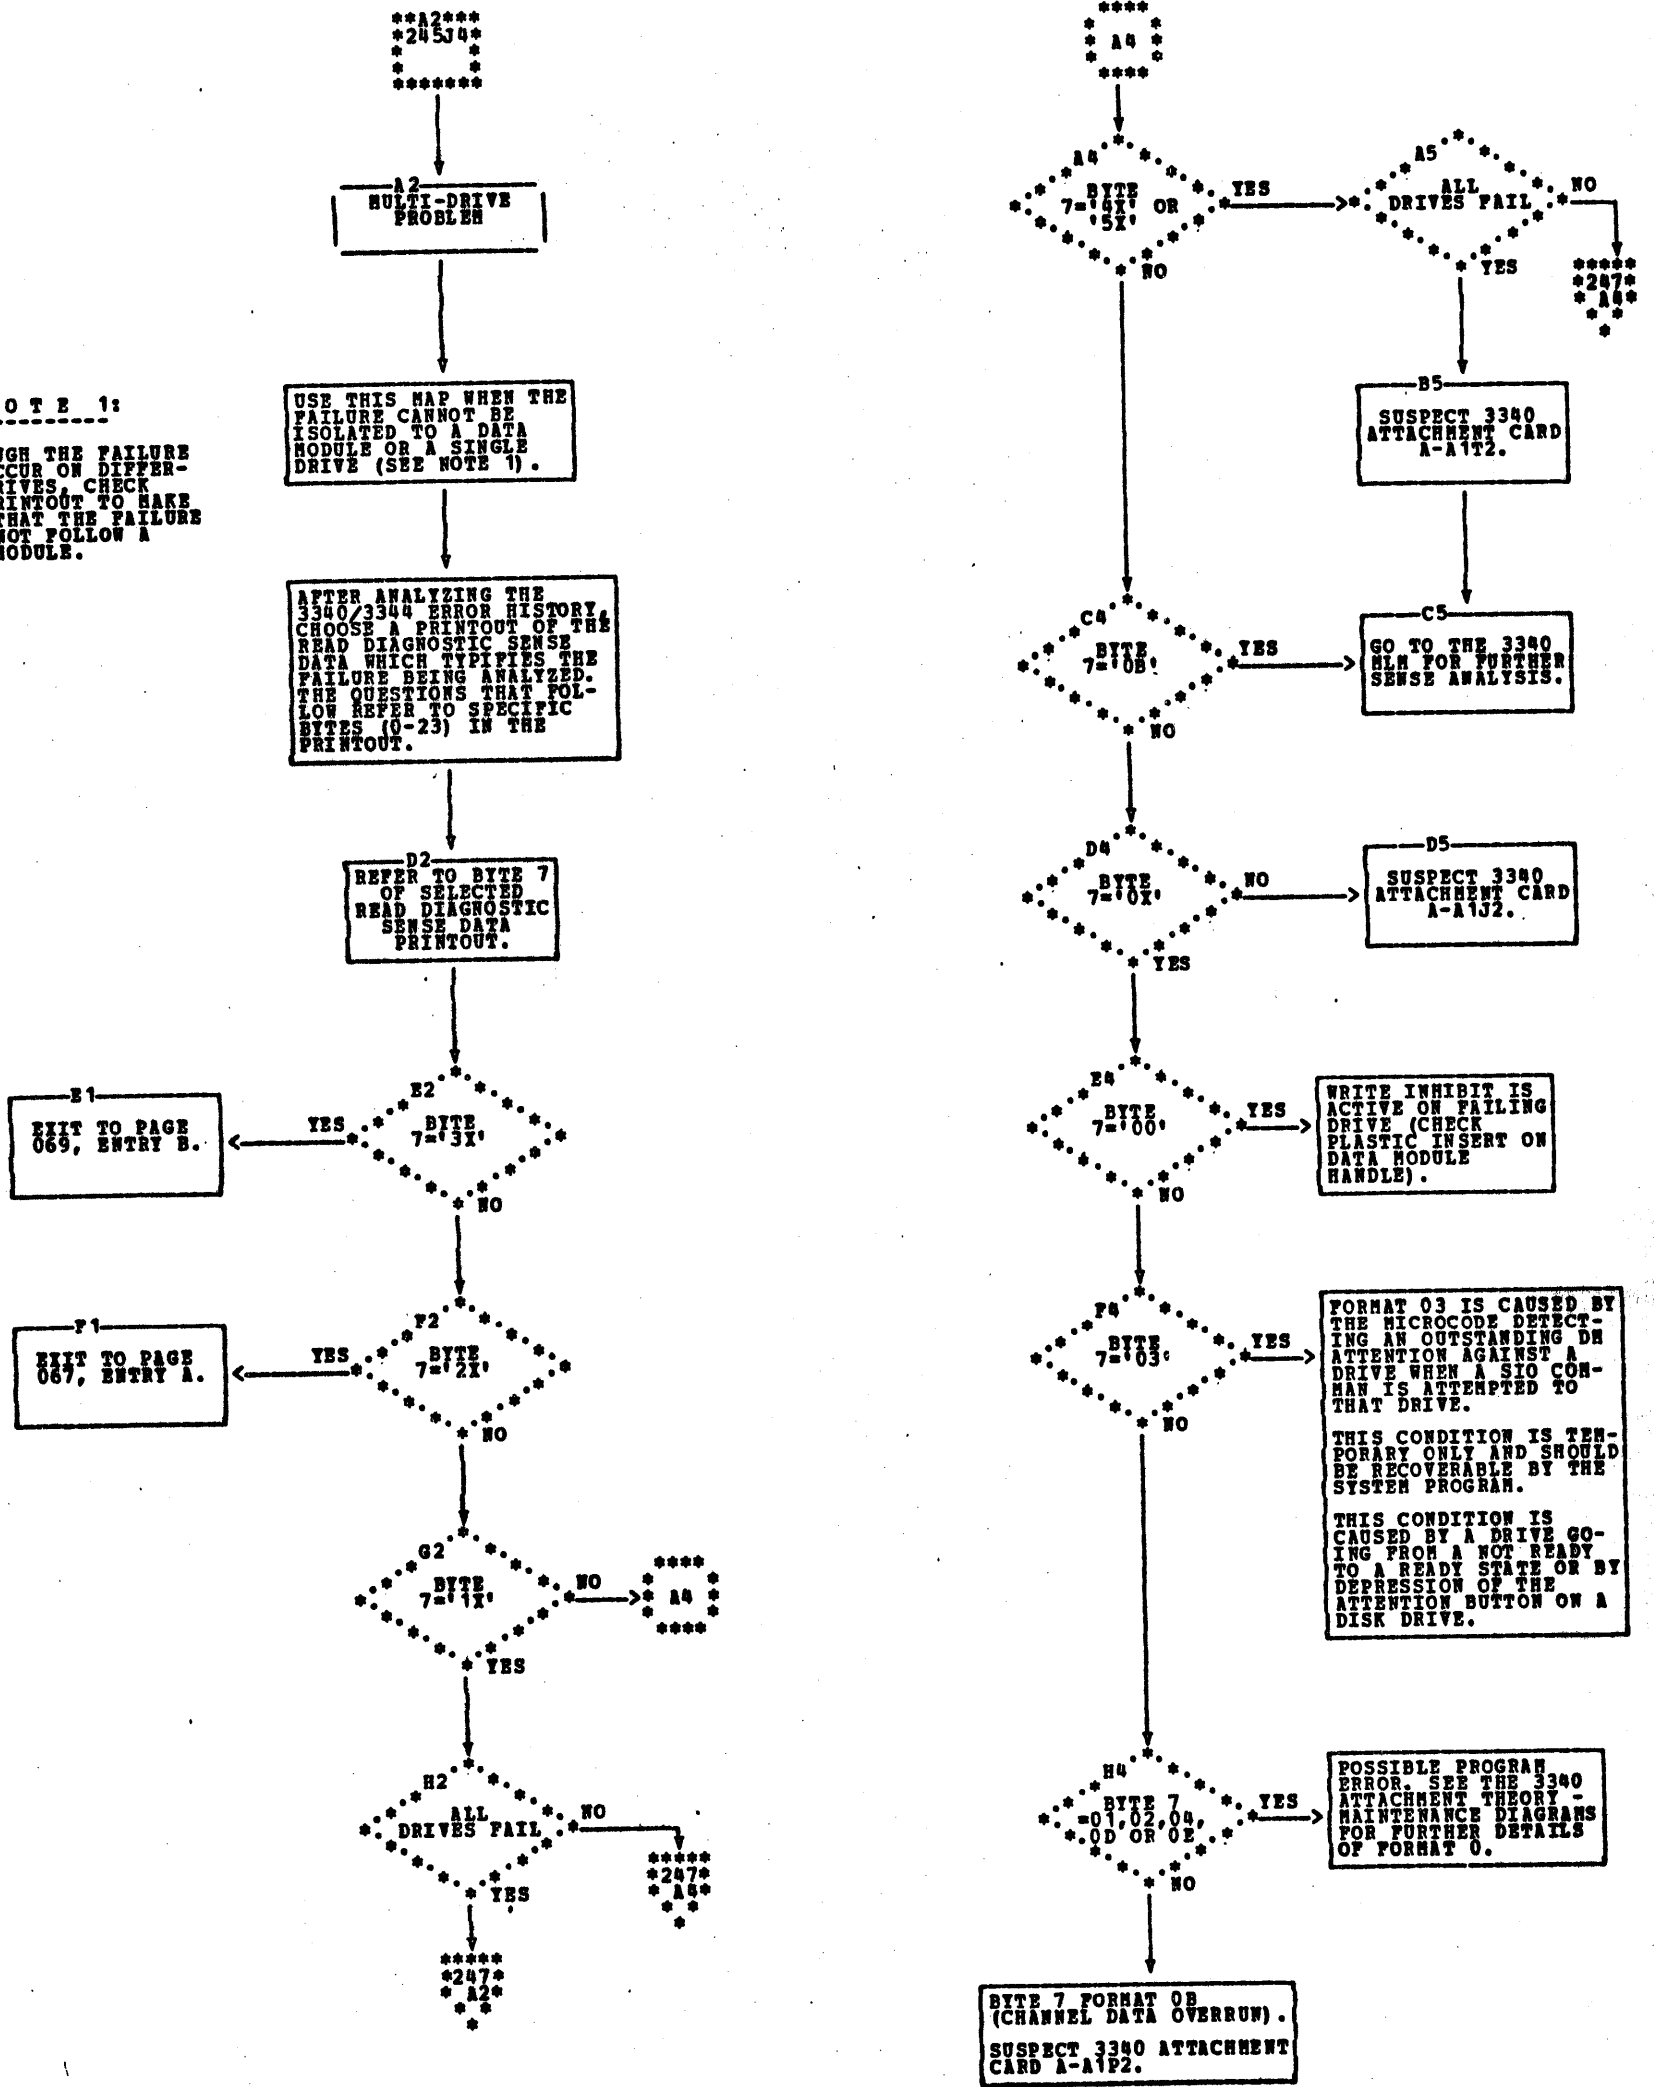 **A2***
*245J4*
* *
* *
*******
A2
MULTI-DRIVE
PROBLEM
O T E 1:
UGH THE FAILURE
CCUR ON DIFFER-
RIVES, CHECK
RINTOUT TO MAKE
THAT THE FAILURE
NOT FOLLOW A
MODULE.
USE THIS MAP WHEN THE
FAILURE CANNOT BE
ISOLATED TO A DATA
MODULE OR A SINGLE
DRIVE (SEE NOTE 1).
AFTER ANALYZING THE
3340/3344 ERROR HISTORY,
CHOOSE A PRINTOUT OF THE
READ DIAGNOSTIC SENSE
DATA WHICH TYPIFIES THE
FAILURE BEING ANALYZED.
THE QUESTIONS THAT FOL-
LOW REFER TO SPECIFIC
BYTES (0-23) IN THE
PRINTOUT.
D2
REFER TO BYTE 7
OF SELECTED
READ DIAGNOSTIC
SENSE DATA
PRINTOUT.
E2
BYTE
7='3X'
YES
NO
E1
EXIT TO PAGE
069, ENTRY B.
F2
BYTE
7='2X'
YES
NO
F1
EXIT TO PAGE
067, ENTRY A.
G2
BYTE
7='1X'
NO
YES
****
* *
* A4 *
* *
****
H2
ALL
DRIVES FAIL
NO
YES
*****
*247*
* A4*
* *
*
*****
*247*
* A2*
* *
*
****
* *
* A4 *
* *
****
A4
BYTE
7='4X' OR
'5X'
YES
NO
A5
ALL
DRIVES FAIL
NO
YES
*****
*247*
* A4*
* *
*
B5
SUSPECT 3340
ATTACHMENT CARD
A-A1T2.
C4
BYTE
7='0B'
YES
NO
C5
GO TO THE 3340
MLM FOR FURTHER
SENSE ANALYSIS.
D4
BYTE
7='0X'
NO
YES
D5
SUSPECT 3340
ATTACHMENT CARD
A-A1J2.
E4
BYTE
7='00'
YES
NO
WRITE INHIBIT IS
ACTIVE ON FAILING
DRIVE (CHECK
PLASTIC INSERT ON
DATA MODULE
HANDLE).
F4
BYTE
7='03'
YES
NO
FORMAT 03 IS CAUSED BY
THE MICROCODE DETECT-
ING AN OUTSTANDING DM
ATTENTION AGAINST A
DRIVE WHEN A SIO COM-
MAN IS ATTEMPTED TO
THAT DRIVE.
THIS CONDITION IS TEM-
PORARY ONLY AND SHOULD
BE RECOVERABLE BY THE
SYSTEM PROGRAM.
THIS CONDITION IS
CAUSED BY A DRIVE GO-
ING FROM A NOT READY
TO A READY STATE OR BY
DEPRESSION OF THE
ATTENTION BUTTON ON A
DISK DRIVE.
H4
BYTE 7
=01,02,04,
0D OR 0E
YES
NO
POSSIBLE PROGRAM
ERROR. SEE THE 3340
ATTACHMENT THEORY -
MAINTENANCE DIAGRAMS
FOR FURTHER DETAILS
OF FORMAT 0.
BYTE 7 FORMAT 0B
(CHANNEL DATA OVERRUN).
SUSPECT 3340 ATTACHMENT
CARD A-A1P2.